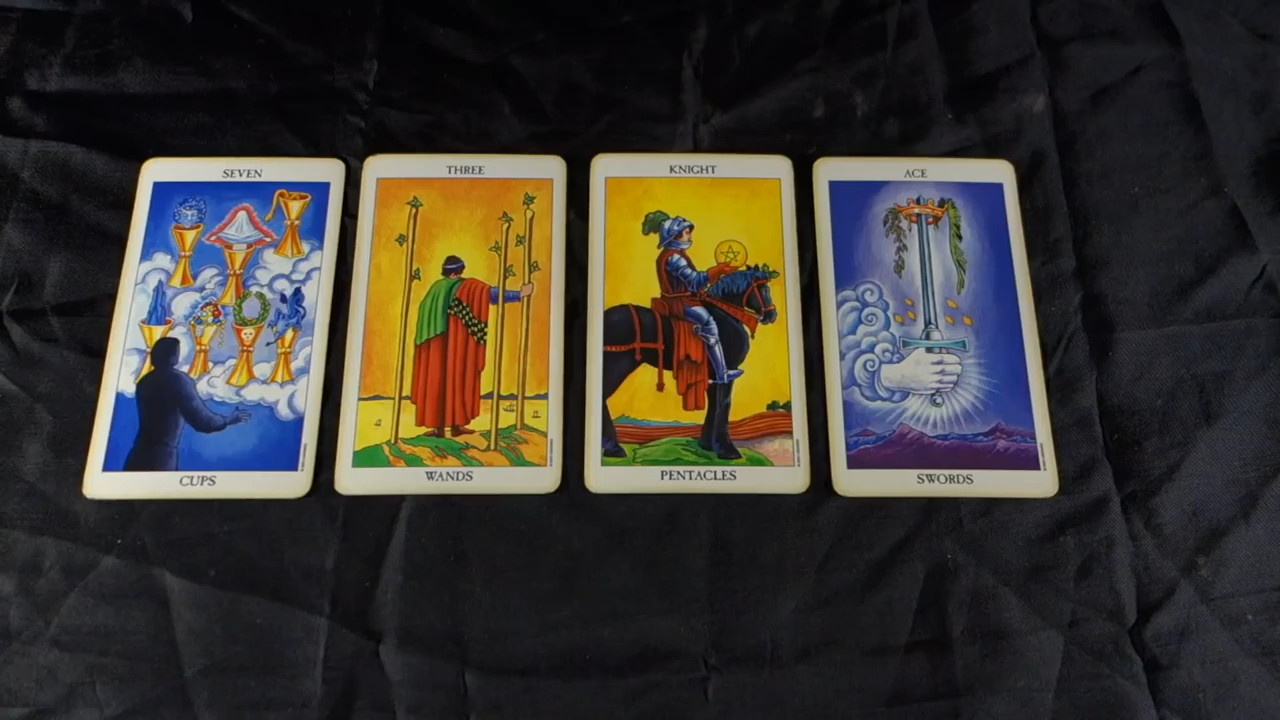 SEVEN
CUPS
THREE
WANDS
KNIGHT
PENTACLES
ACE
SWORDS